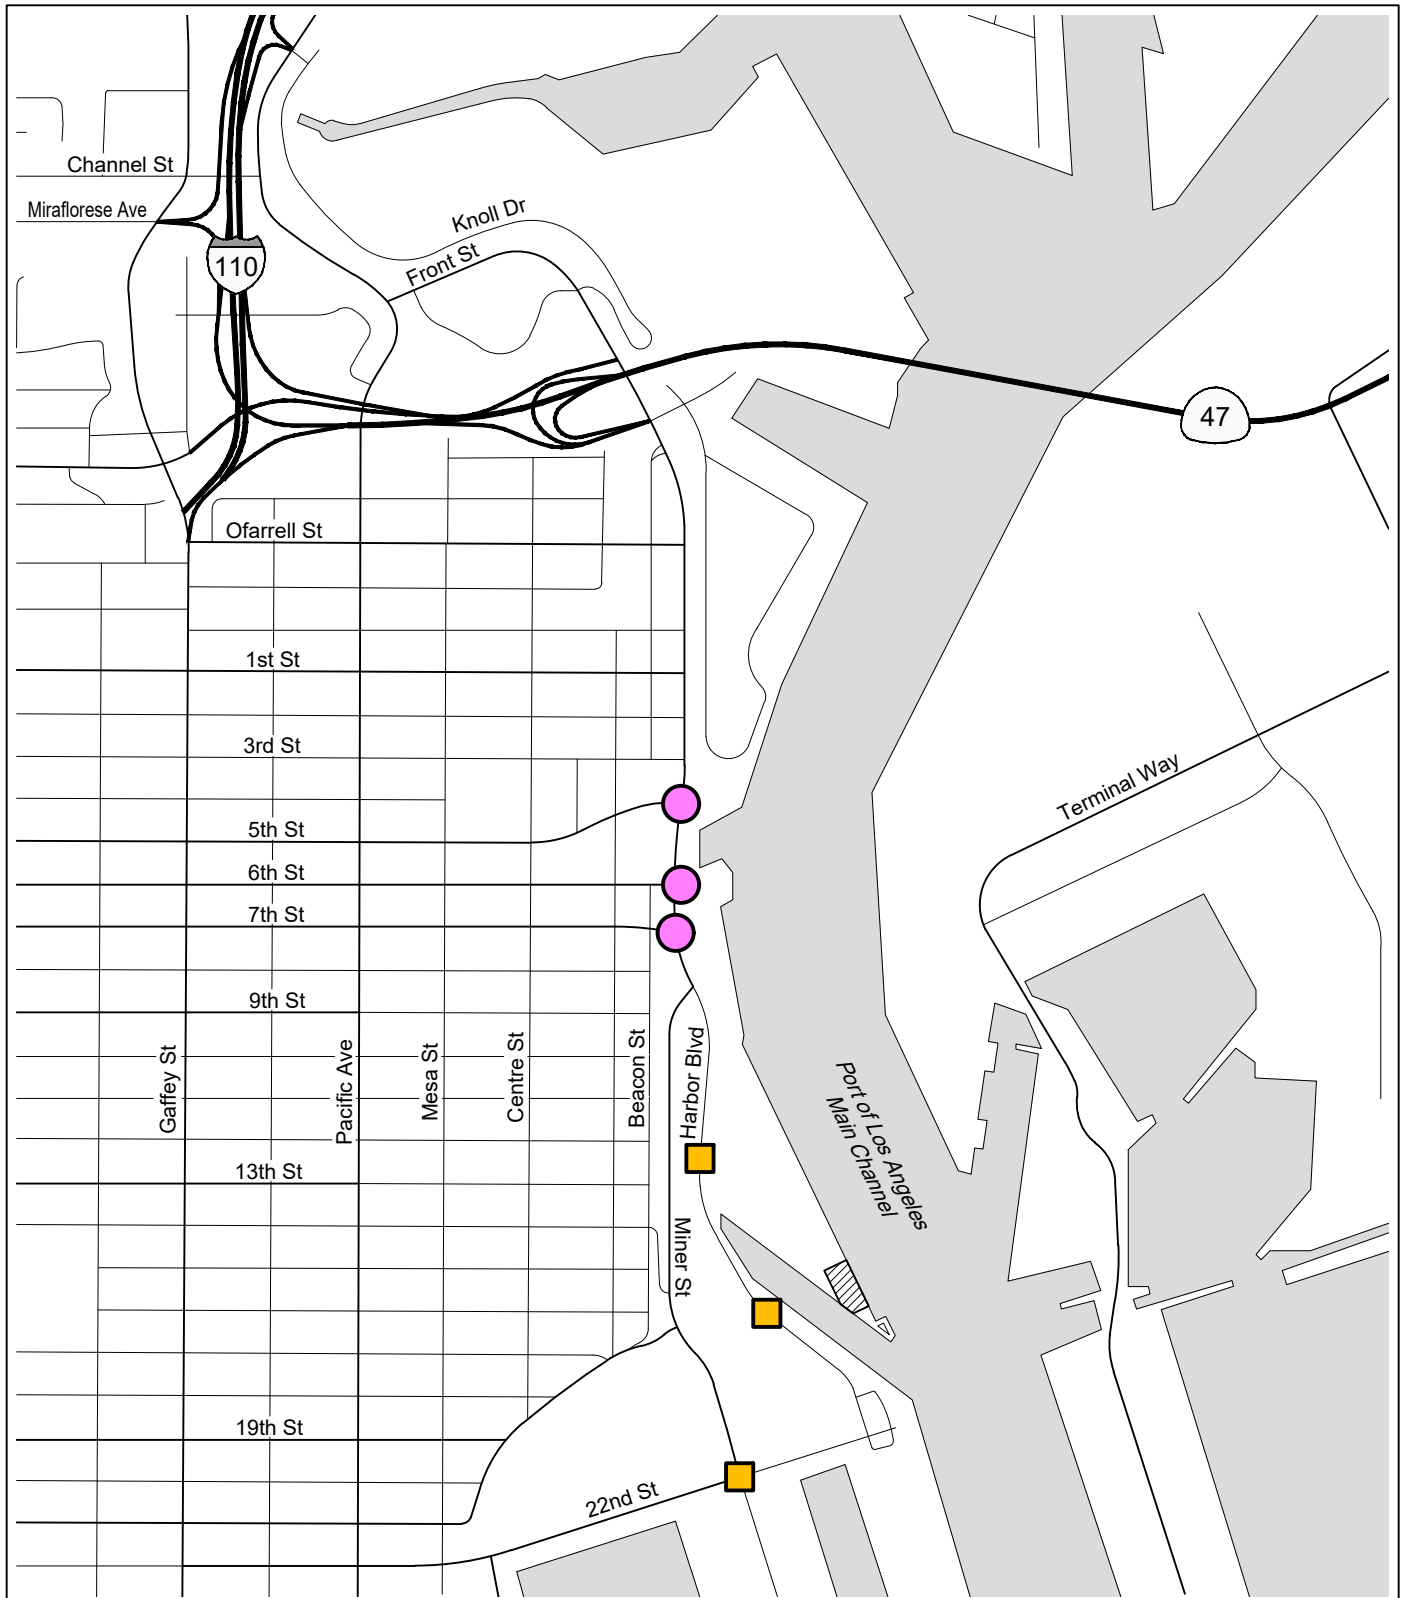 Channel St
Miraflorese Ave
Knoll Dr
Front St
110
47
Ofarrell St
1st St
3rd St
Terminal Way
5th St
6th St
7th St
9th St
Gaffey St
Pacific Ave
Mesa St
Centre St
Beacon St
Harbor Blvd
Port of Los Angeles
Main Channel
13th St
Miner St
19th St
22nd St